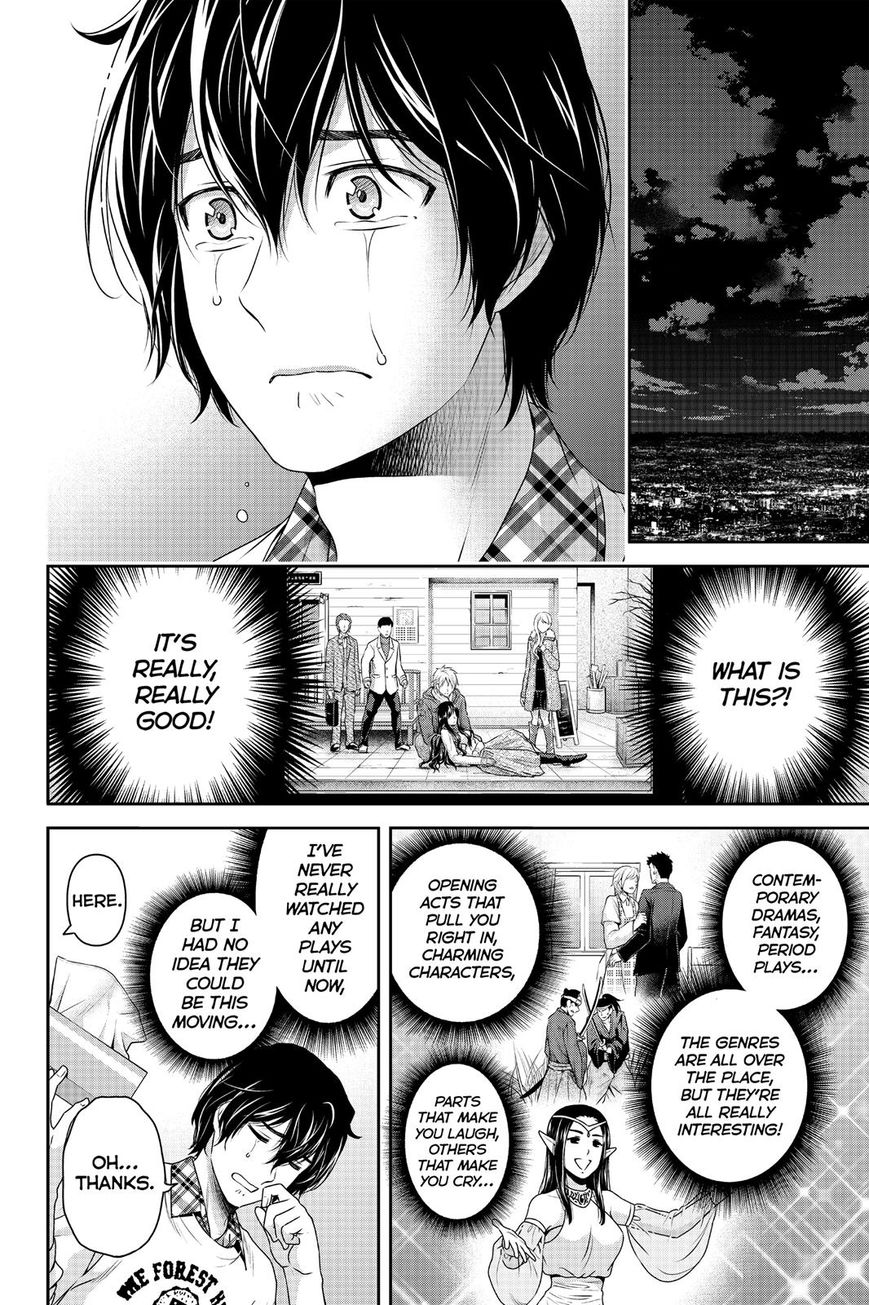 WHAT IS
THIS?!
IT'S
REALLY,
REALLY
GOOD!
CONTEM-
PORARY
DRAMAS,
FANTASY,
PERIOD
PLAYS...
THE GENRES
ARE ALL OVER
THE PLACE,
BUT THEY'RE
ALL REALLY
INTERESTING!
OPENING
ACTS THAT
PULL YOU
RIGHT IN,
CHARMING
CHARACTERS,
PARTS
THAT MAKE
YOU LAUGH,
OTHERS
THAT MAKE
YOU CRY...
I'VE
NEVER
REALLY
WATCHED
ANY
PLAYS
UNTIL
NOW,
BUT I
HAD NO
IDEA THEY
COULD
BE THIS
MOVING...
HERE.
OH...
THANKS.
FOREST